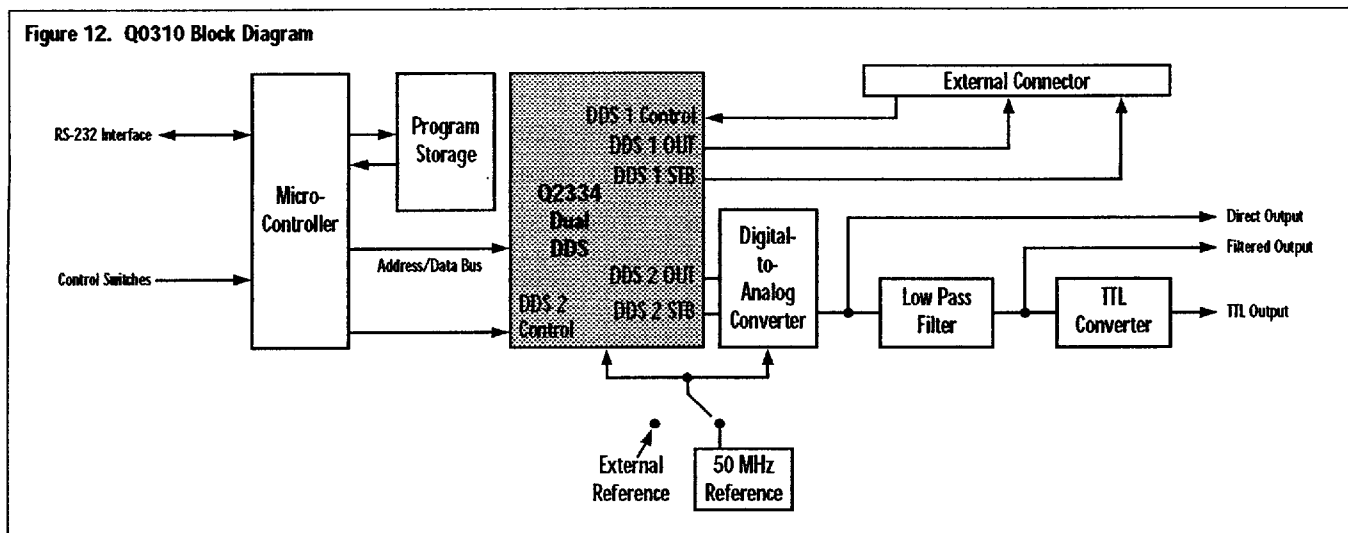 Figure 12. Q0310 Block Diagram
External Connector
DDS 1 Control
DDS 1 OUT
DDS 1 STB
RS-232 Interface
Program
Storage
Micro-
Controller
Q2334
Dual
DDS
Address/Data Bus
Control Switches
DDS 2 OUT
DDS 2 STB
DDS 2
Control
Digital-
to-
Analog
Converter
Low Pass
Filter
TTL
Converter
Direct Output
Filtered Output
TTL Output
External
Reference
50 MHz
Reference